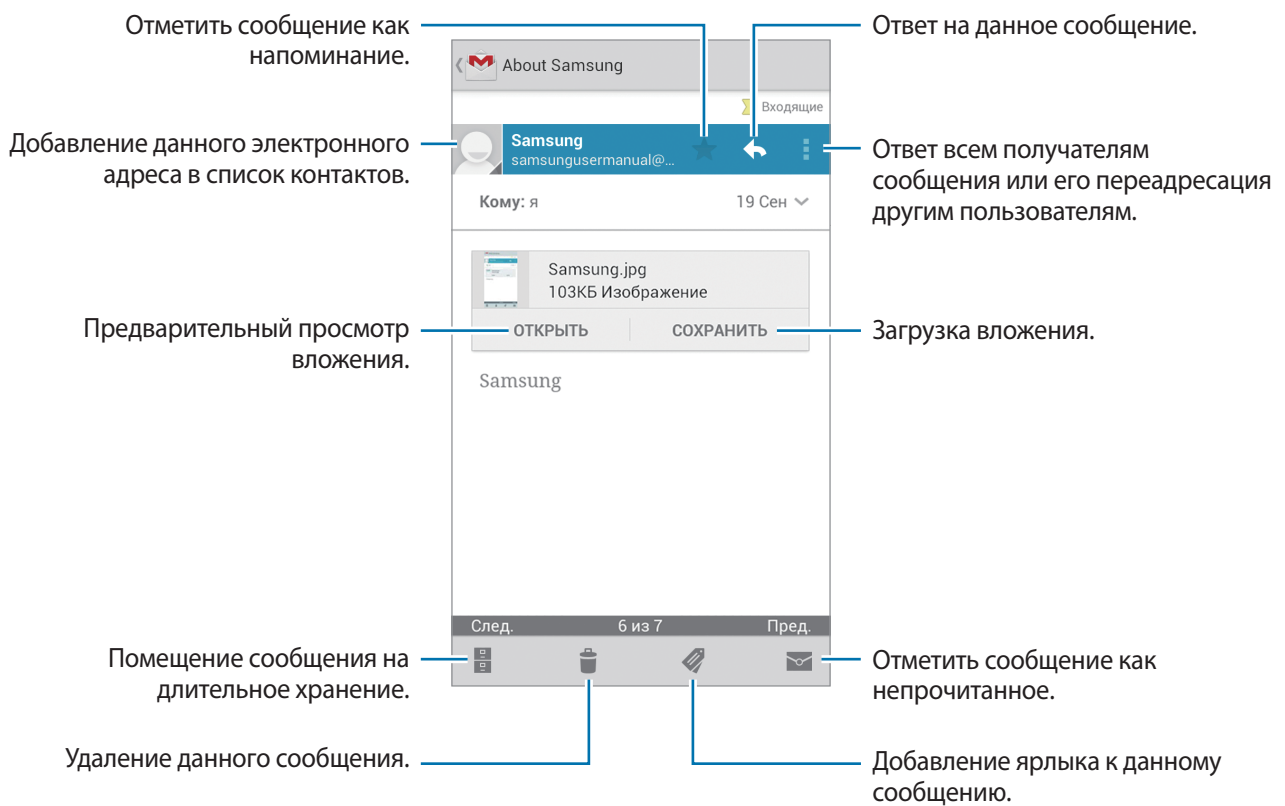 Отметить сообщение как
напоминание.
Ответ на данное сообщение.
About Samsung
Входящие
Добавление данного электронного
адреса в список контактов.
Samsung
samsungusermanual@...
Ответ всем получателям
сообщения или его переадресация
другим пользователям.
Кому: я
19 Сен
Samsung.jpg
103КБ Изображение
Предварительный просмотр
вложения.
ОТКРЫТЬ
СОХРАНИТЬ
Загрузка вложения.
Samsung
След.
6 из 7
Пред.
Помещение сообщения на
длительное хранение.
Отметить сообщение как
непрочитанное.
Удаление данного сообщения.
Добавление ярлыка к данному
сообщению.